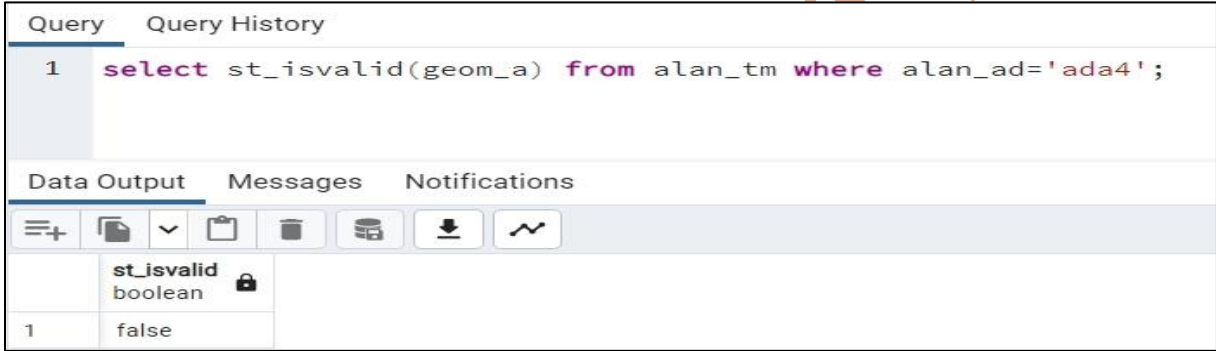 Query Query History
1 select st_isvalid(geom_a) from alan_tm where alan_ad='ada4';
Data Output Messages Notifications
st_isvalid
boolean
1 false